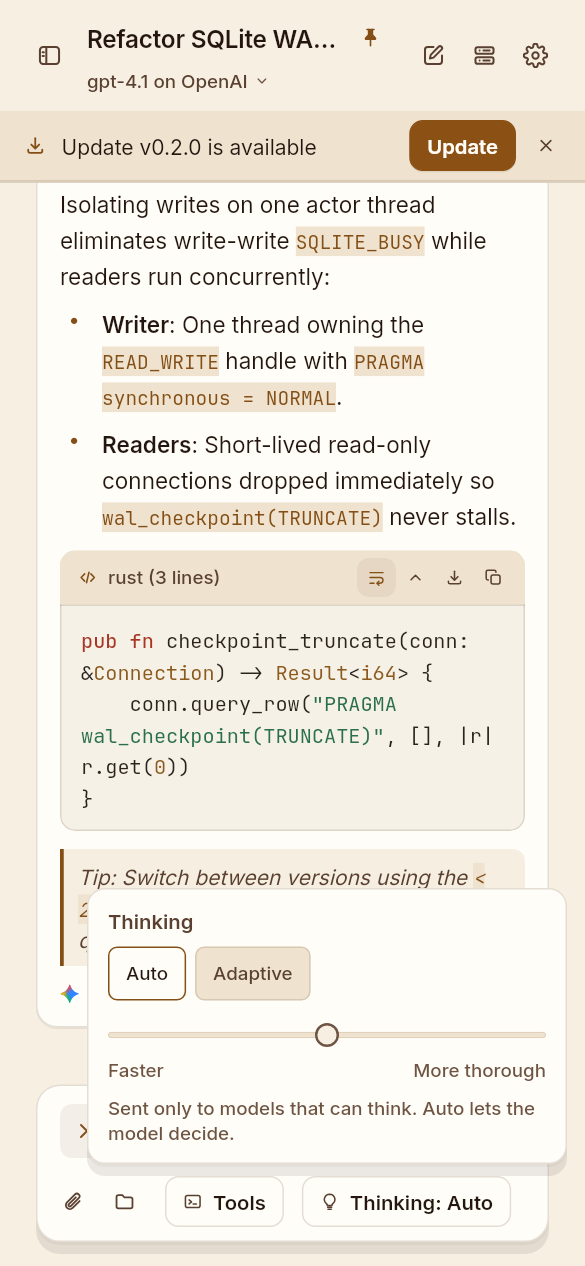 Refactor SQLite WA...
gpt-4.1 on OpenAI
Update v0.2.0 is available
Update
Isolating writes on one actor thread
eliminates write-write SQLITE_BUSY while
readers run concurrently:
• Writer: One thread owning the
READ_WRITE handle with PRAGMA
synchronous = NORMAL.
• Readers: Short-lived read-only
connections dropped immediately so
wal_checkpoint(TRUNCATE) never stalls.
rust (3 lines)
pub fn checkpoint_truncate(conn:
&Connection) -> Result<i64> {
    conn.query_row("PRAGMA
wal_checkpoint(TRUNCATE)", [], |r|
r.get(0))
}
Tip: Switch between versions using the <
Thinking
Auto
Adaptive
Faster
More thorough
Sent only to models that can think. Auto lets the
model decide.
Tools
Thinking: Auto